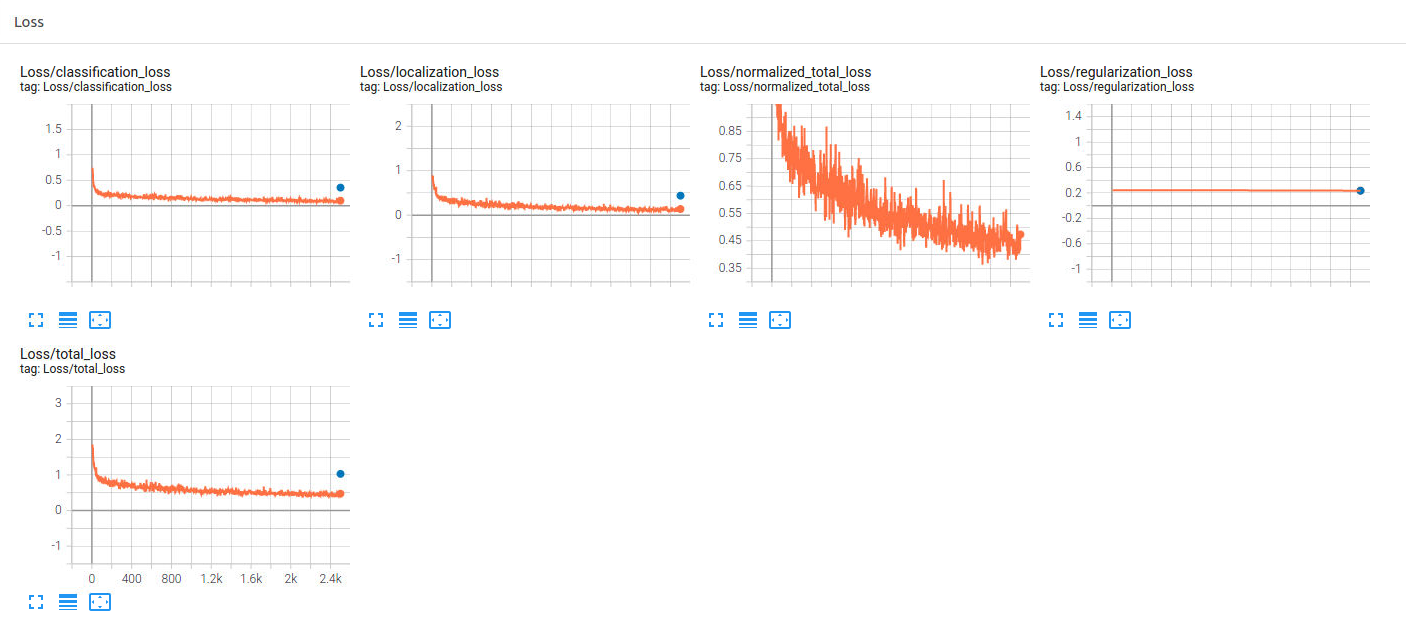 Loss
Loss/classification_loss
tag: Loss/classification_loss
1.5
1
0.5
0
-0.5
-1
Loss/localization_loss
tag: Loss/localization_loss
2
1
0
-1
Loss/normalized_total_loss
tag: Loss/normalized_total_loss
0.85
0.75
0.65
0.55
0.45
0.35
Loss/regularization_loss
tag: Loss/regularization_loss
1.4
1
0.6
0.2
-0.2
-0.6
-1
Loss/total_loss
tag: Loss/total_loss
3
2
1
0
-1
0 400 800 1.2k 1.6k 2k 2.4k